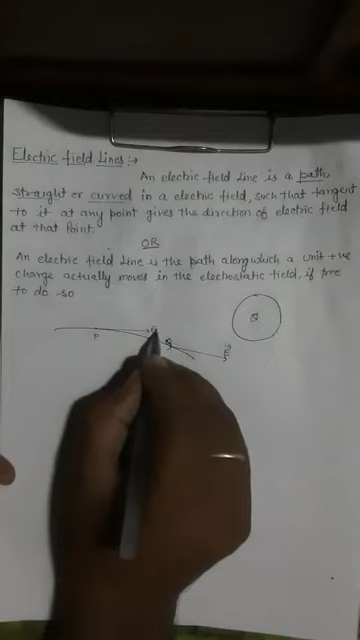 Electric field Lines :→
An electric field Line is a path,
straight or curved in a electric field, such that tangent
to it at any point gives the direction of electric field
at that Point.
OR
An electric field Line is the path along which a unit +ve
charge actually moves in the electrostatic field, if free
to do so
Q
P
Q
E